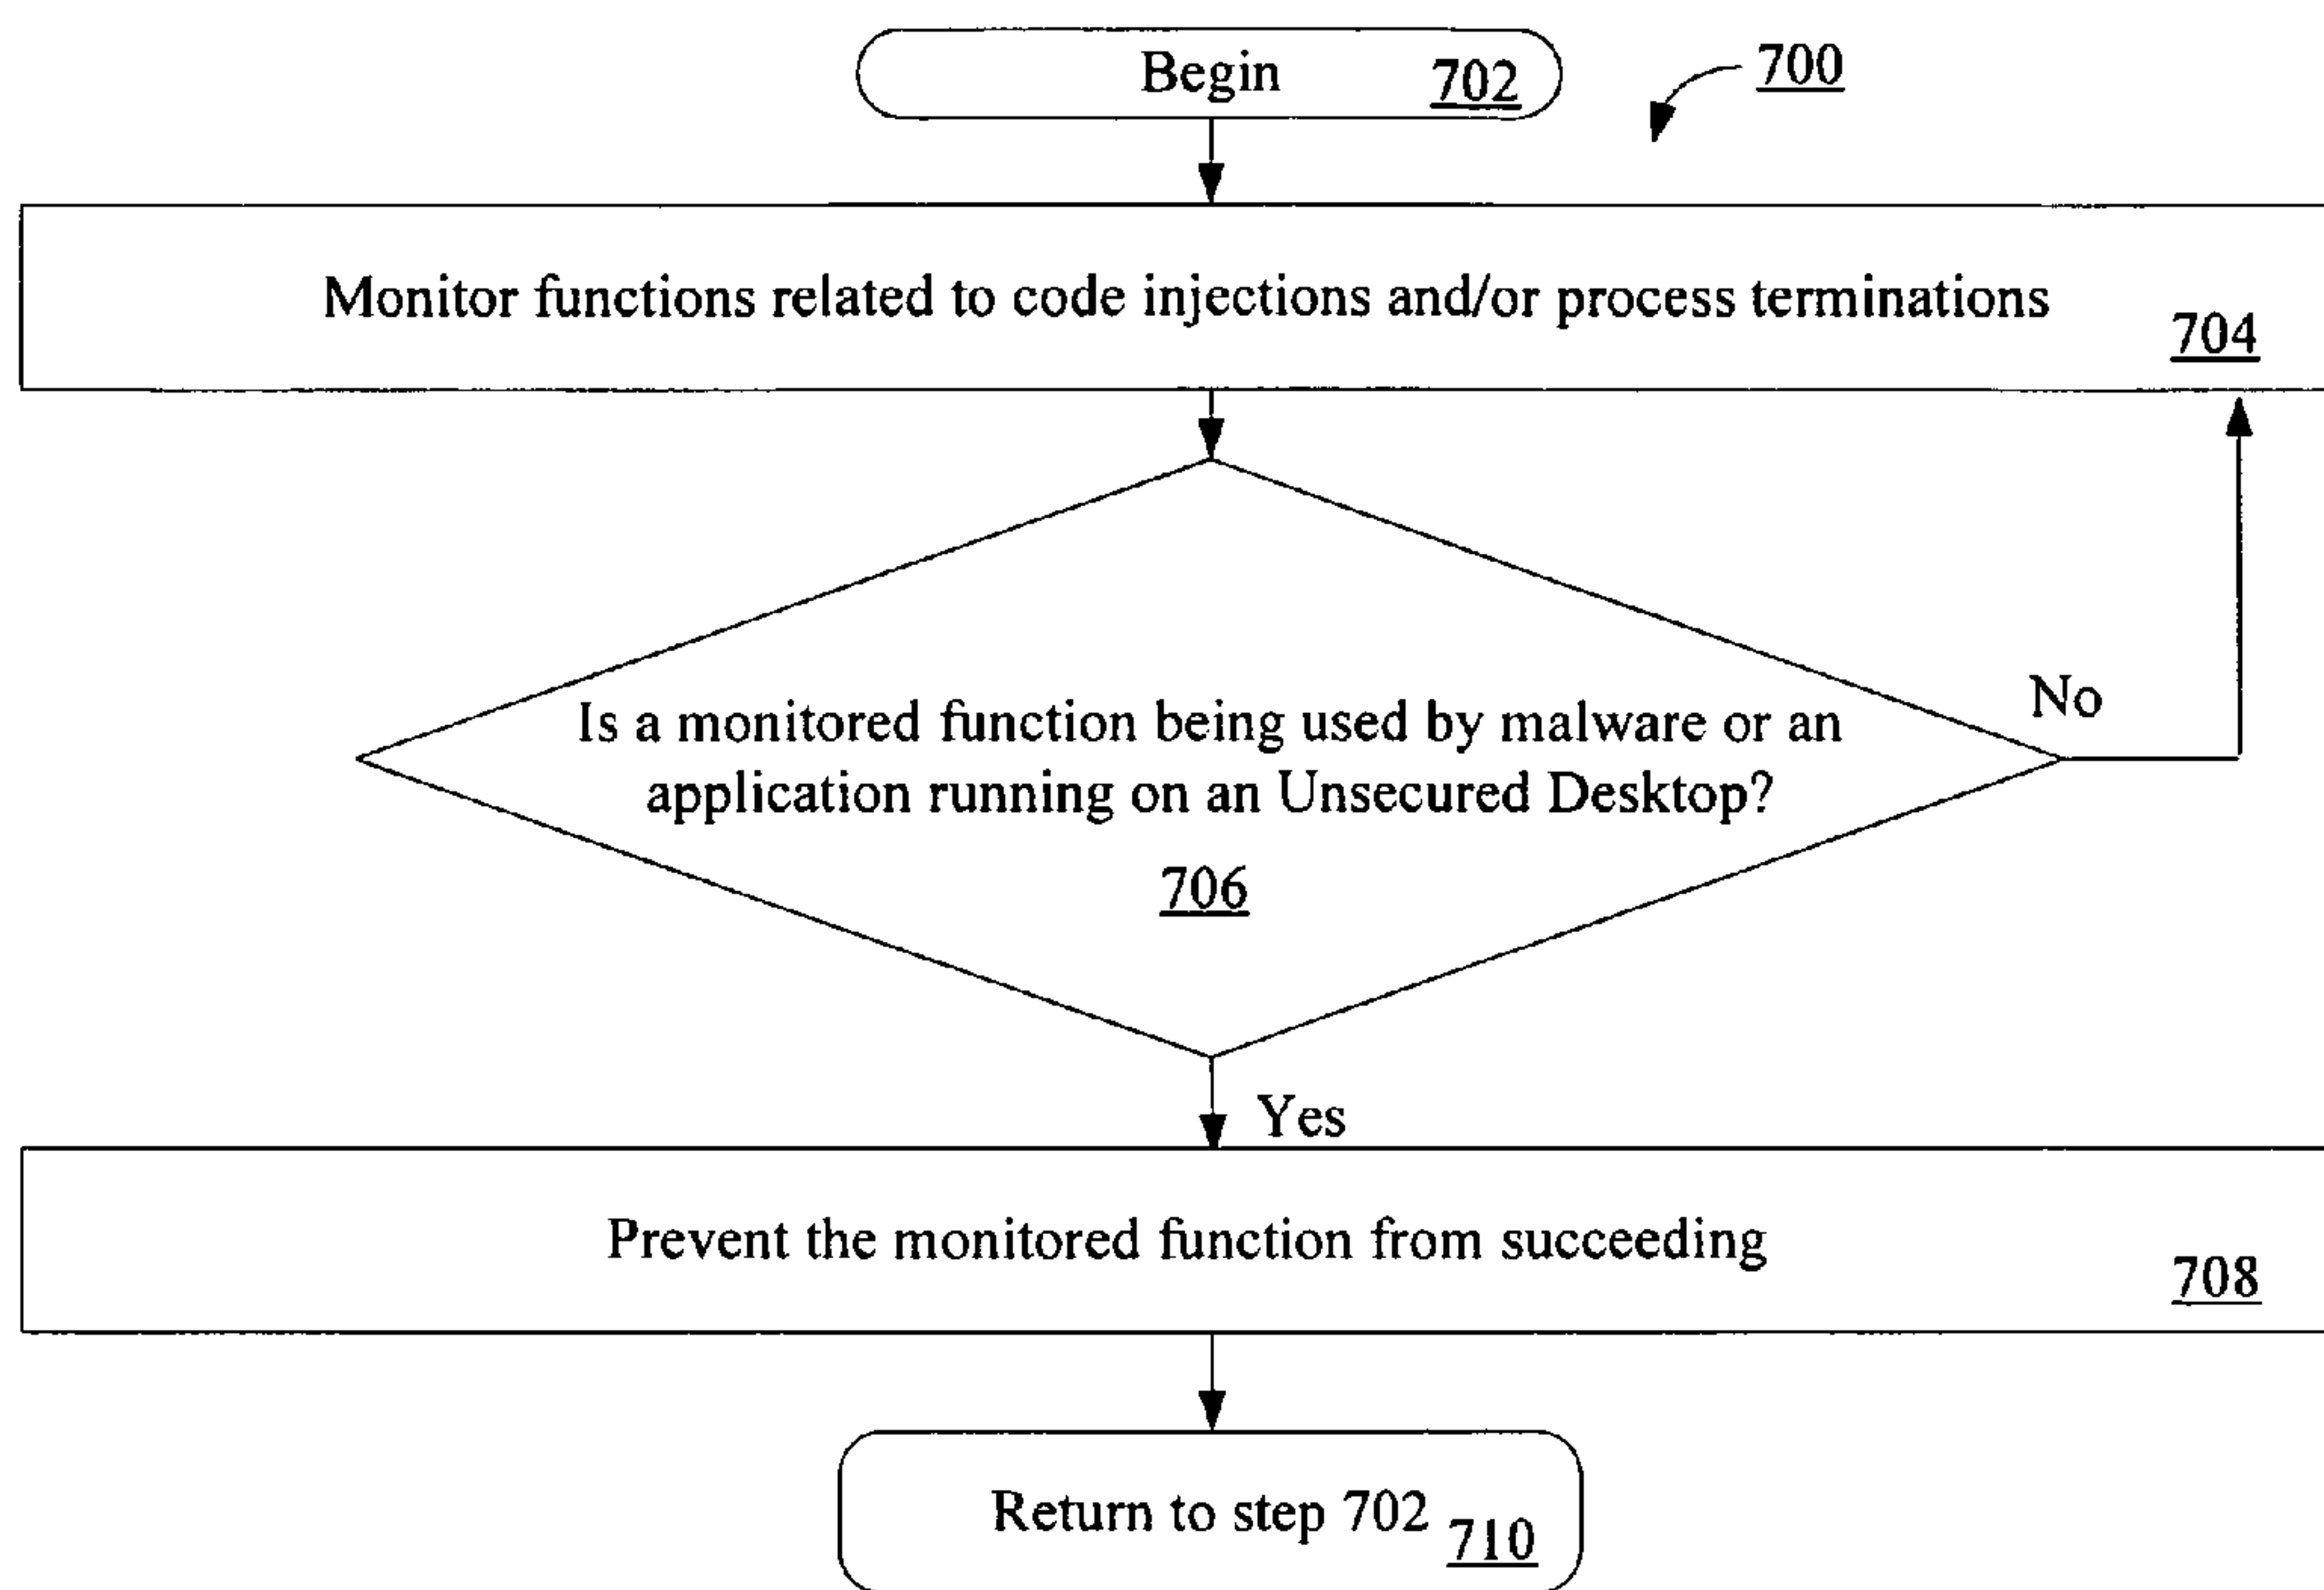 Begin 702
700
Monitor functions related to code injections and/or process terminations
704
Is a monitored function being used by malware or an
application running on an Unsecured Desktop?
706
No
Yes
Prevent the monitored function from succeeding
708
Return to step 702
710